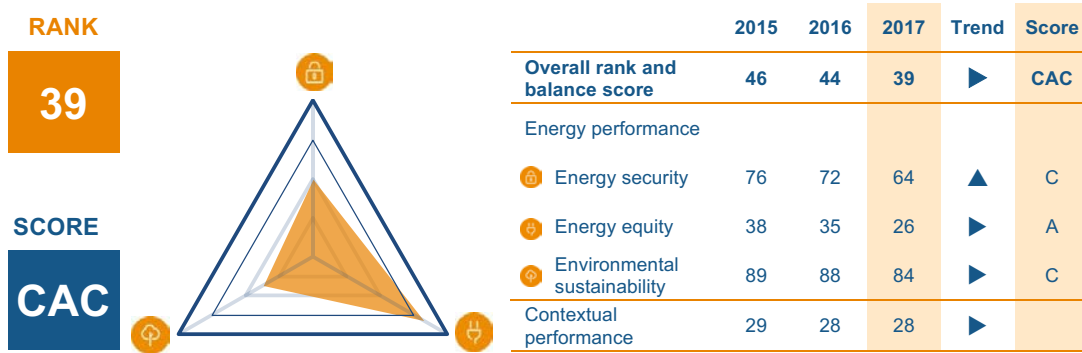 RANK
39
SCORE
CAC
2015 2016 2017 Trend Score
Overall rank and
balance score 46 44 39 CAC
Energy performance
Energy security 76 72 64 C
Energy equity 38 35 26 A
Environmental
sustainability 89 88 84 C
Contextual
performance 29 28 28